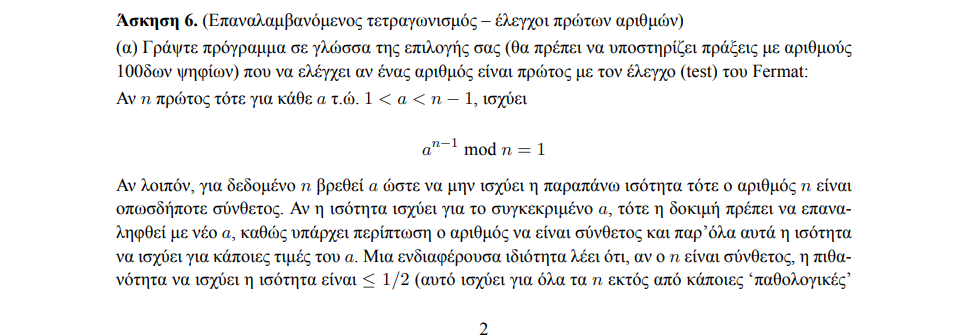 Άσκηση 6. (Επαναλαμβανόμενος τετραγωνισμός – έλεγχοι πρώτων αριθμών)
(α) Γράψτε πρόγραμμα σε γλώσσα της επιλογής σας (θα πρέπει να υποστηρίζει πράξεις με αριθμούς
100δων ψηφίων) που να ελέγχει αν ένας αριθμός είναι πρώτος με τον έλεγχο (test) του Fermat:
Αν n πρώτος τότε για κάθε a τ.ώ. 1 < a < n − 1, ισχύει
a^{n−1} mod n = 1
Αν λοιπόν, για δεδομένο n βρεθεί a ώστε να μην ισχύει η παραπάνω ισότητα τότε ο αριθμός n είναι
οπωσδήποτε σύνθετος. Αν η ισότητα ισχύει για το συγκεκριμένο a, τότε η δοκιμή πρέπει να επανα-
ληφθεί με νέο a, καθώς υπάρχει περίπτωση ο αριθμός να είναι σύνθετος και παρ’όλα αυτά η ισότητα
να ισχύει για κάποιες τιμές του a. Μια ενδιαφέρουσα ιδιότητα λέει ότι, αν ο n είναι σύνθετος, η πιθα-
νότητα να ισχύει η ισότητα είναι ≤ 1/2 (αυτό ισχύει για όλα τα n εκτός από κάποιες ‘παθολογικές’
2